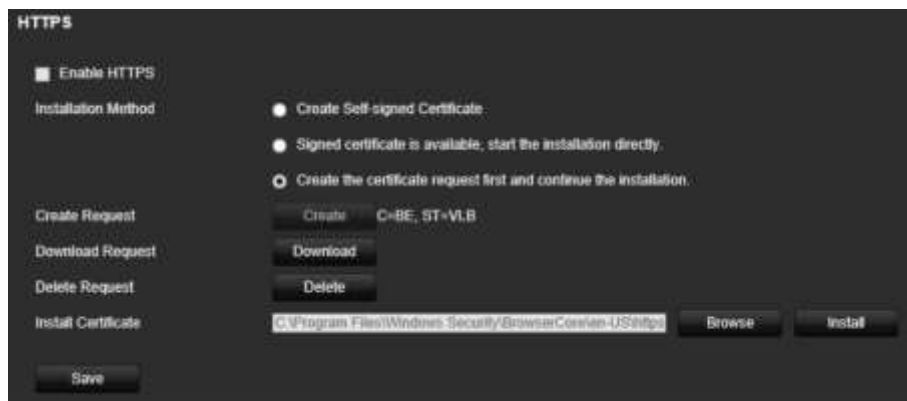 HTTPS
Enable HTTPS
Installation Method
Create Self-signed Certificate
Signed certificate is available, start the installation directly.
Create the certificate request first and continue the installation.
Create Request Create C=BE, ST=VLB
Download Request Download
Delete Request Delete
Install Certificate C:\Program Files\Windows Security\BrowserCore\en-US\https Browse Install
Save